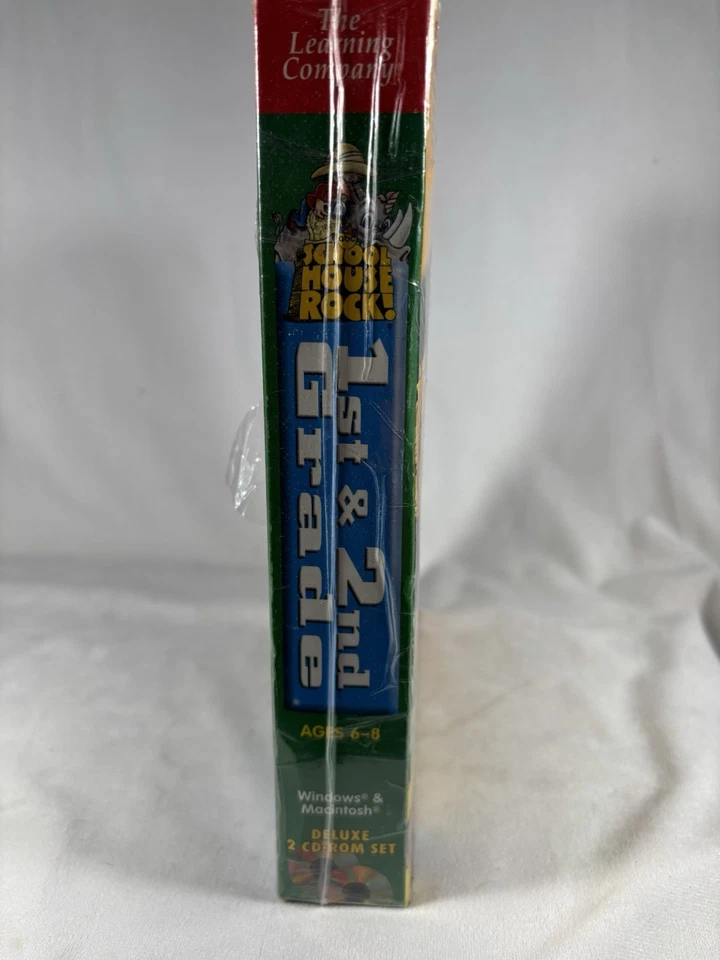 The
Learning
Company
abc
SCHOOL
HOUSE
ROCK!
1st & 2nd
Grade
AGES 6–8
Windows® &
Macintosh®
DELUXE
2 CD-ROM SET